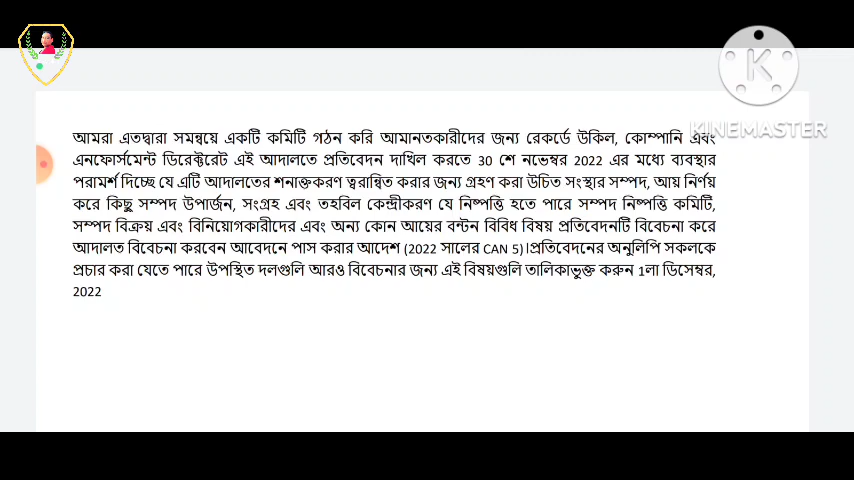 KINEMASTER
আমরা এতদ্বারা সমন্বয়ে একটি কমিটি গঠন করি আমানতকারীদের জন্য রেকর্ডে উকিল, কোম্পানি এবং
এনফোর্সমেন্ট ডিরেক্টরেট এই আদালতে প্রতিবেদন দাখিল করতে 30 শে নভেম্বর 2022 এর মধ্যে ব্যবস্থার
পরামর্শ দিচ্ছে যে এটি আদালতের শনাক্তকরণ ত্বরান্বিত করার জন্য গ্রহণ করা উচিত সংস্থার সম্পদ, আয় নির্ণয়
করে কিছু সম্পদ উপার্জন, সংগ্রহ এবং তহবিল কেন্দ্রীকরণ যে নিষ্পত্তি হতে পারে সম্পদ নিষ্পত্তি কমিটি,
সম্পদ বিক্রয় এবং বিনিয়োগকারীদের এবং অন্য কোন আয়ের বন্টন বিবিধ বিষয় প্রতিবেদনটি বিবেচনা করে
আদালত বিবেচনা করবেন আবেদনে পাস করার আদেশ (2022 সালের CAN 5)।প্রতিবেদনের অনুলিপি সকলকে
প্রচার করা যেতে পারে উপস্থিত দলগুলি আরও বিবেচনার জন্য এই বিষয়গুলি তালিকাভুক্ত করুন 1লা ডিসেম্বর,
2022